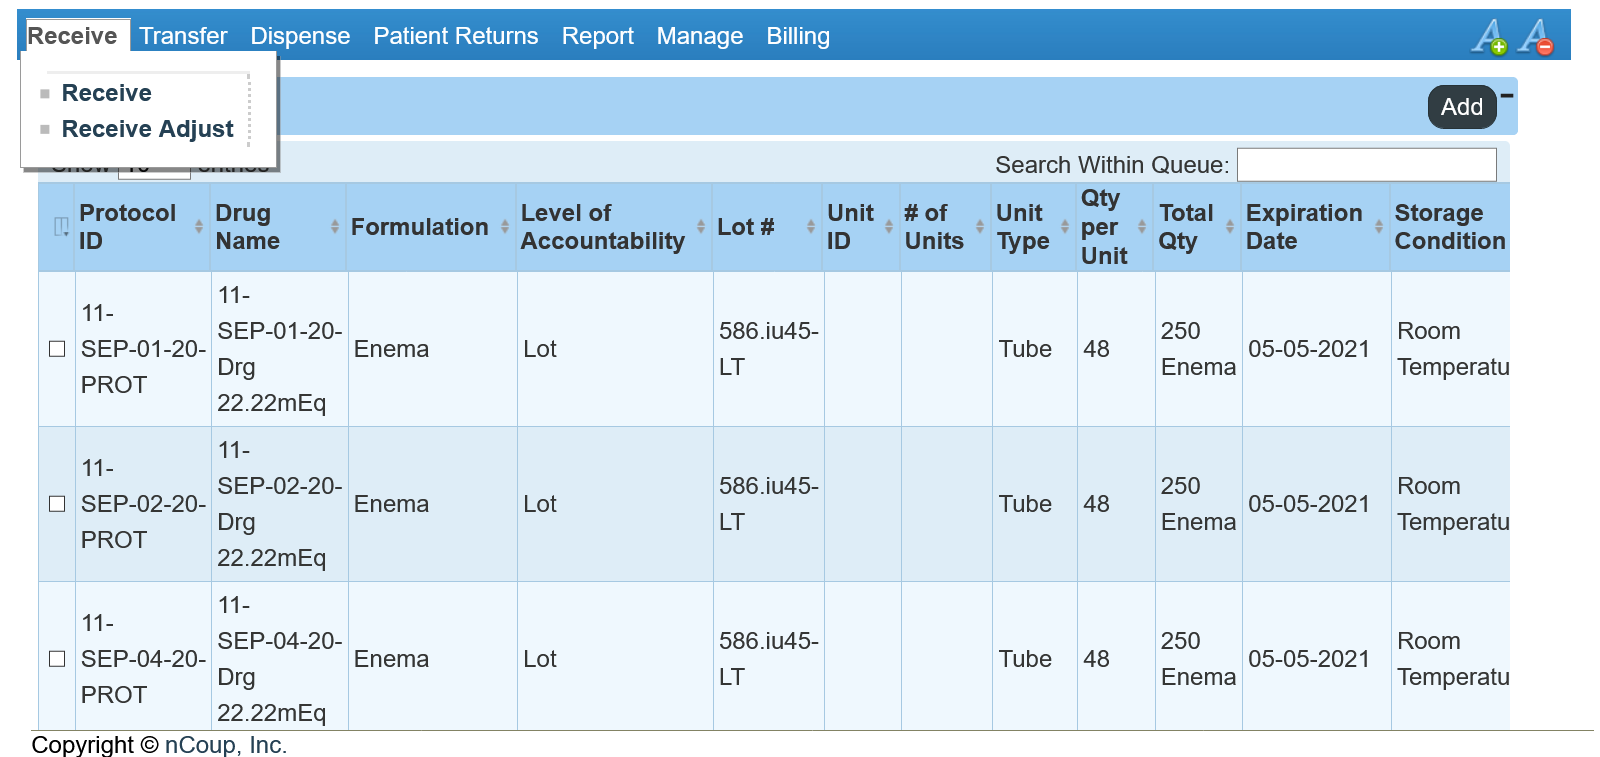 Receive Transfer Dispense Patient Returns Report Manage Billing
Receive
Receive Adjust
Add
Search Within Queue:
Protocol ID Drug Name Formulation Level of Accountability Lot # Unit ID # of Units Unit Type Qty per Unit Total Qty Expiration Date Storage Condition
11-SEP-01-20-PROT 11-SEP-01-20-Drg 22.22mEq Enema Lot 586.iu45-LT Tube 48 250 Enema 05-05-2021 Room Temperatu
11-SEP-02-20-PROT 11-SEP-02-20-Drg 22.22mEq Enema Lot 586.iu45-LT Tube 48 250 Enema 05-05-2021 Room Temperatu
11-SEP-04-20-PROT 11-SEP-04-20-Drg 22.22mEq Enema Lot 586.iu45-LT Tube 48 250 Enema 05-05-2021 Room Temperatu
Copyright © nCoup, Inc.